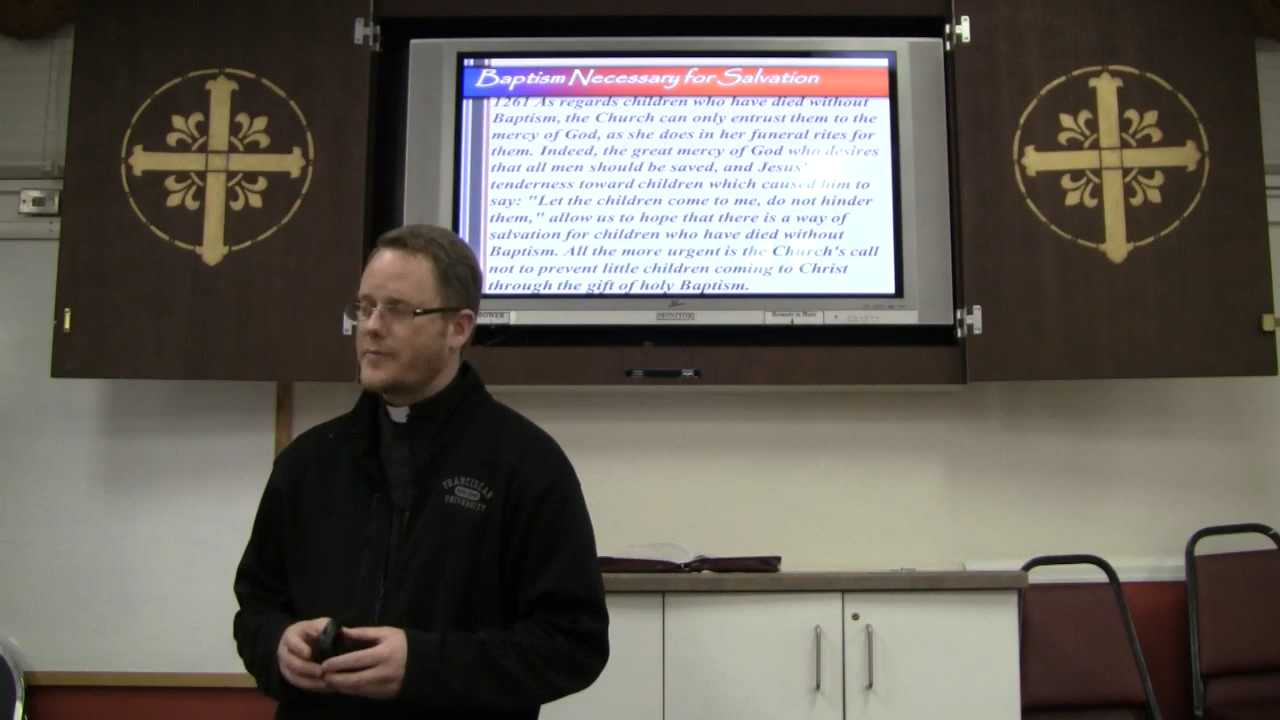 Baptism Necessary for Salvation
1261 As regards children who have died without
Baptism, the Church can only entrust them to the
mercy of God, as she does in her funeral rites for
them. Indeed, the great mercy of God who desires
that all men should be saved, and Jesus'
tenderness toward children which caused him to
say: "Let the children come to me, do not hinder
them," allow us to hope that there is a way of
salvation for children who have died without
Baptism. All the more urgent is the Church's call
not to prevent little children coming to Christ
through the gift of holy Baptism.
MONITOR
FRANCISCAN
UNIVERSITY